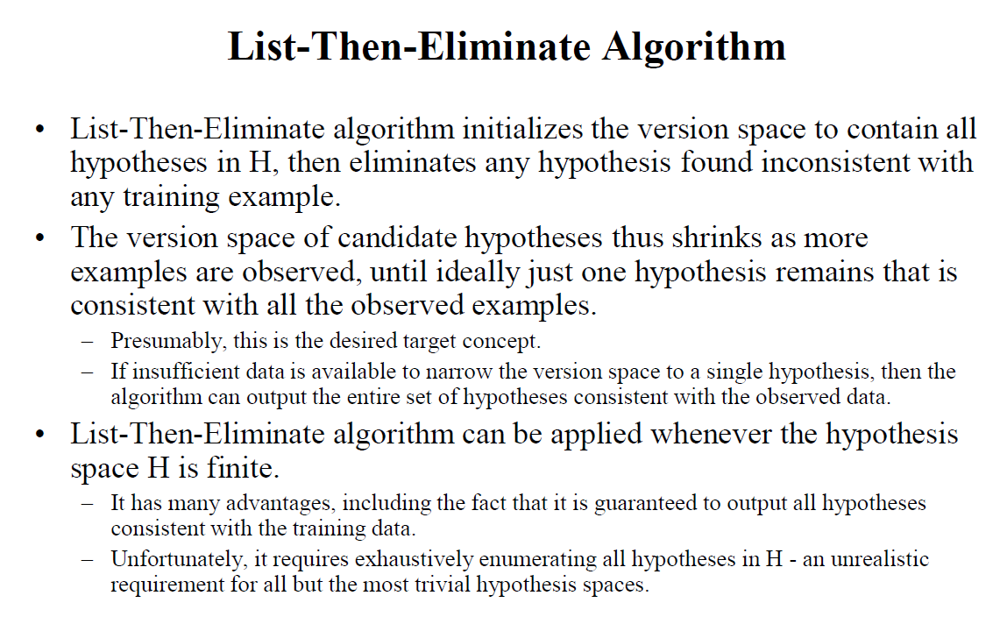 List-Then-Eliminate Algorithm
• List-Then-Eliminate algorithm initializes the version space to contain all
hypotheses in H, then eliminates any hypothesis found inconsistent with
any training example.
• The version space of candidate hypotheses thus shrinks as more
examples are observed, until ideally just one hypothesis remains that is
consistent with all the observed examples.
– Presumably, this is the desired target concept.
– If insufficient data is available to narrow the version space to a single hypothesis, then the
algorithm can output the entire set of hypotheses consistent with the observed data.
• List-Then-Eliminate algorithm can be applied whenever the hypothesis
space H is finite.
– It has many advantages, including the fact that it is guaranteed to output all hypotheses
consistent with the training data.
– Unfortunately, it requires exhaustively enumerating all hypotheses in H - an unrealistic
requirement for all but the most trivial hypothesis spaces.